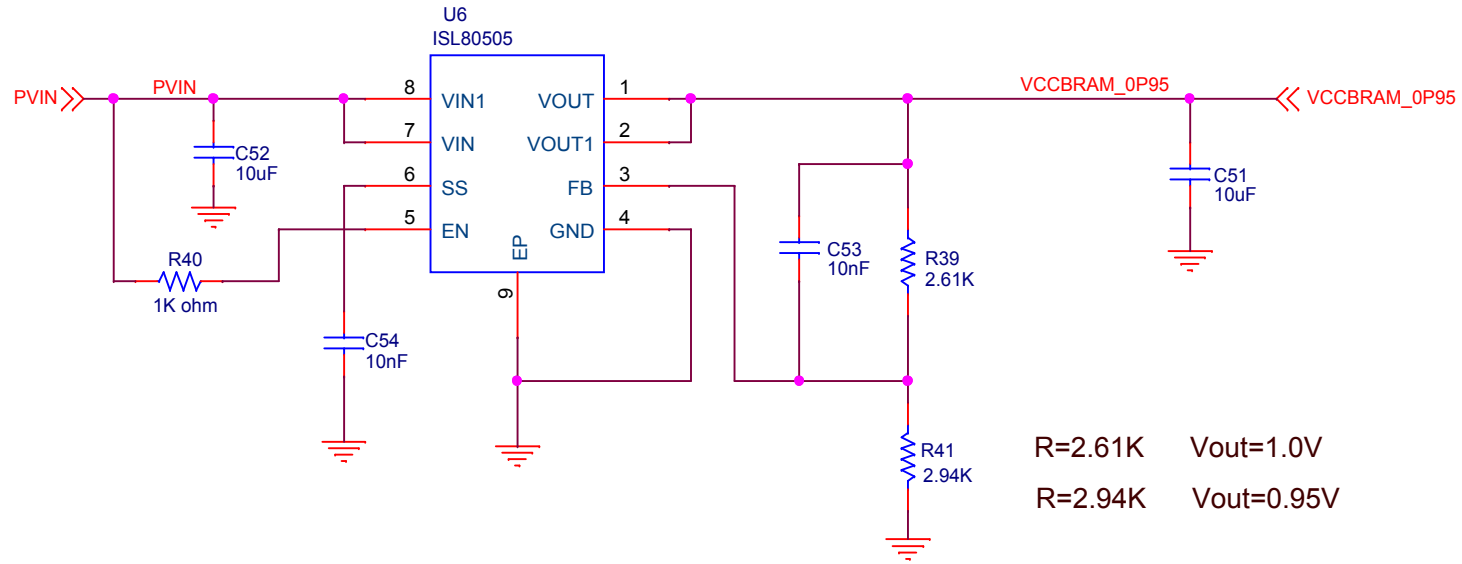 U6
ISL80505
PVIN
PVIN
8
VIN1
VOUT
1
VCCBRAM_0P95
VCCBRAM_0P95
7
VIN
VOUT1
2
C52
10uF
6
SS
FB
3
C51
10uF
5
EN
GND
4
EP
9
C53
10nF
R39
2.61K
R40
1K ohm
C54
10nF
R41
2.94K
R=2.61K Vout=1.0V
R=2.94K Vout=0.95V